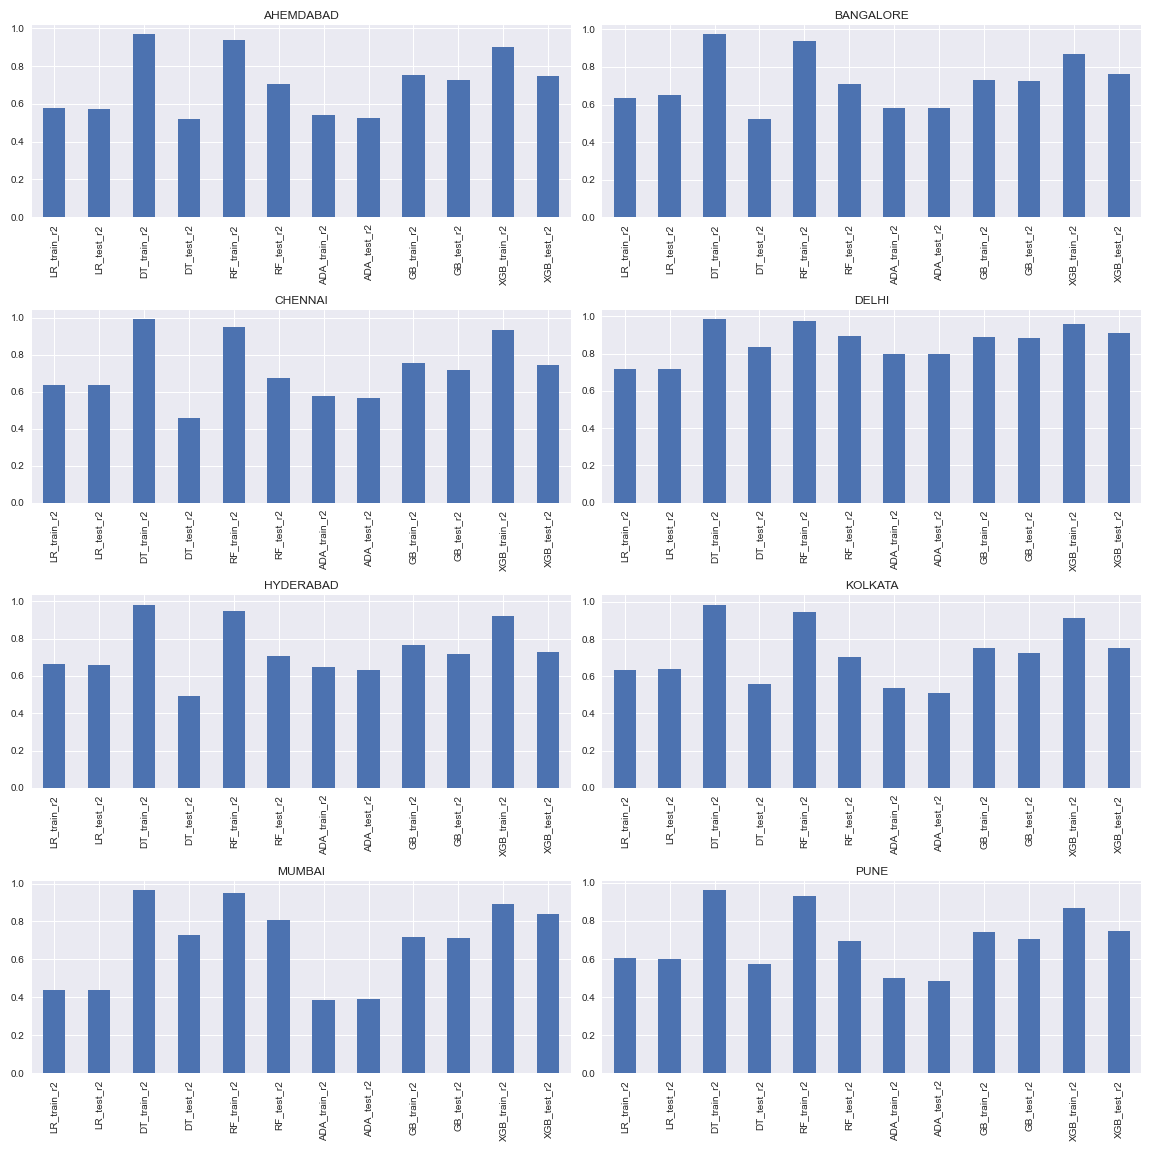 AHEMDABAD
1.0
0.8
0.6
0.4
0.2
0.0
LR_train_r2
LR_test_r2
DT_train_r2
DT_test_r2
RF_train_r2
RF_test_r2
ADA_train_r2
ADA_test_r2
GB_train_r2
GB_test_r2
XGB_train_r2
XGB_test_r2
BANGALORE
1.0
0.8
0.6
0.4
0.2
0.0
LR_train_r2
LR_test_r2
DT_train_r2
DT_test_r2
RF_train_r2
RF_test_r2
ADA_train_r2
ADA_test_r2
GB_train_r2
GB_test_r2
XGB_train_r2
XGB_test_r2
CHENNAI
1.0
0.8
0.6
0.4
0.2
0.0
LR_train_r2
LR_test_r2
DT_train_r2
DT_test_r2
RF_train_r2
RF_test_r2
ADA_train_r2
ADA_test_r2
GB_train_r2
GB_test_r2
XGB_train_r2
XGB_test_r2
DELHI
1.0
0.8
0.6
0.4
0.2
0.0
LR_train_r2
LR_test_r2
DT_train_r2
DT_test_r2
RF_train_r2
RF_test_r2
ADA_train_r2
ADA_test_r2
GB_train_r2
GB_test_r2
XGB_train_r2
XGB_test_r2
HYDERABAD
1.0
0.8
0.6
0.4
0.2
0.0
LR_train_r2
LR_test_r2
DT_train_r2
DT_test_r2
RF_train_r2
RF_test_r2
ADA_train_r2
ADA_test_r2
GB_train_r2
GB_test_r2
XGB_train_r2
XGB_test_r2
KOLKATA
1.0
0.8
0.6
0.4
0.2
0.0
LR_train_r2
LR_test_r2
DT_train_r2
DT_test_r2
RF_train_r2
RF_test_r2
ADA_train_r2
ADA_test_r2
GB_train_r2
GB_test_r2
XGB_train_r2
XGB_test_r2
MUMBAI
1.0
0.8
0.6
0.4
0.2
0.0
LR_train_r2
LR_test_r2
DT_train_r2
DT_test_r2
RF_train_r2
RF_test_r2
ADA_train_r2
ADA_test_r2
GB_train_r2
GB_test_r2
XGB_train_r2
XGB_test_r2
PUNE
1.0
0.8
0.6
0.4
0.2
0.0
LR_train_r2
LR_test_r2
DT_train_r2
DT_test_r2
RF_train_r2
RF_test_r2
ADA_train_r2
ADA_test_r2
GB_train_r2
GB_test_r2
XGB_train_r2
XGB_test_r2